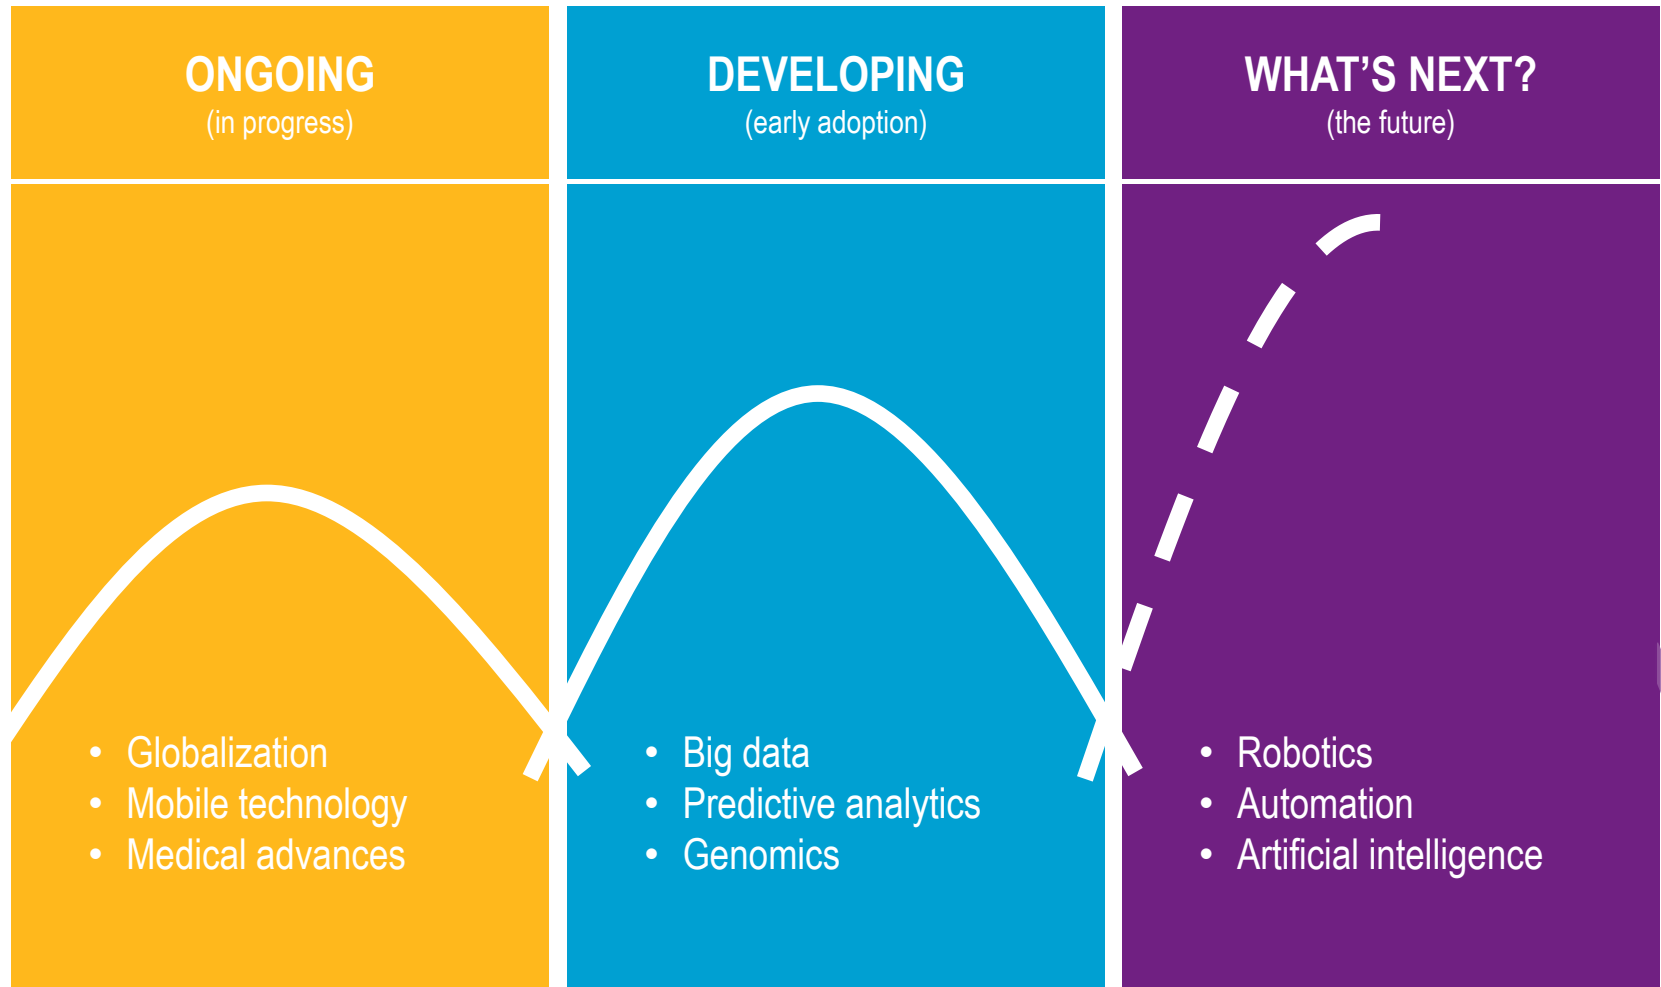 ONGOING
(in progress)
• Globalization
• Mobile technology
• Medical advances
DEVELOPING
(early adoption)
• Big data
• Predictive analytics
• Genomics
WHAT’S NEXT?
(the future)
• Robotics
• Automation
• Artificial intelligence